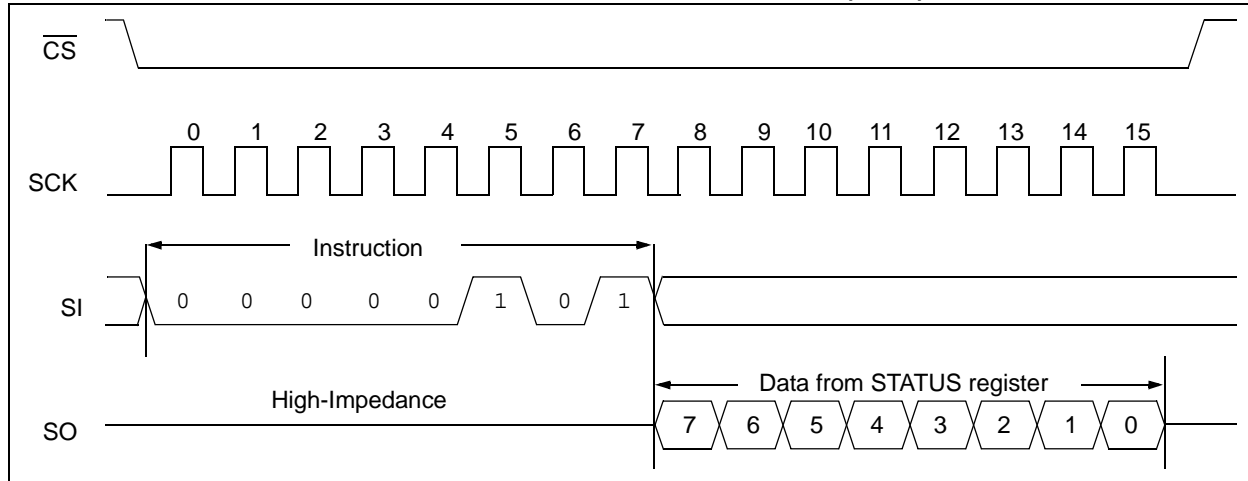 CS
0 1 2 3 4 5 6 7 8 9 10 11 12 13 14 15
SCK
Instruction
SI 0 0 0 0 0 1 0 1
Data from STATUS register
High-Impedance
SO 7 6 5 4 3 2 1 0